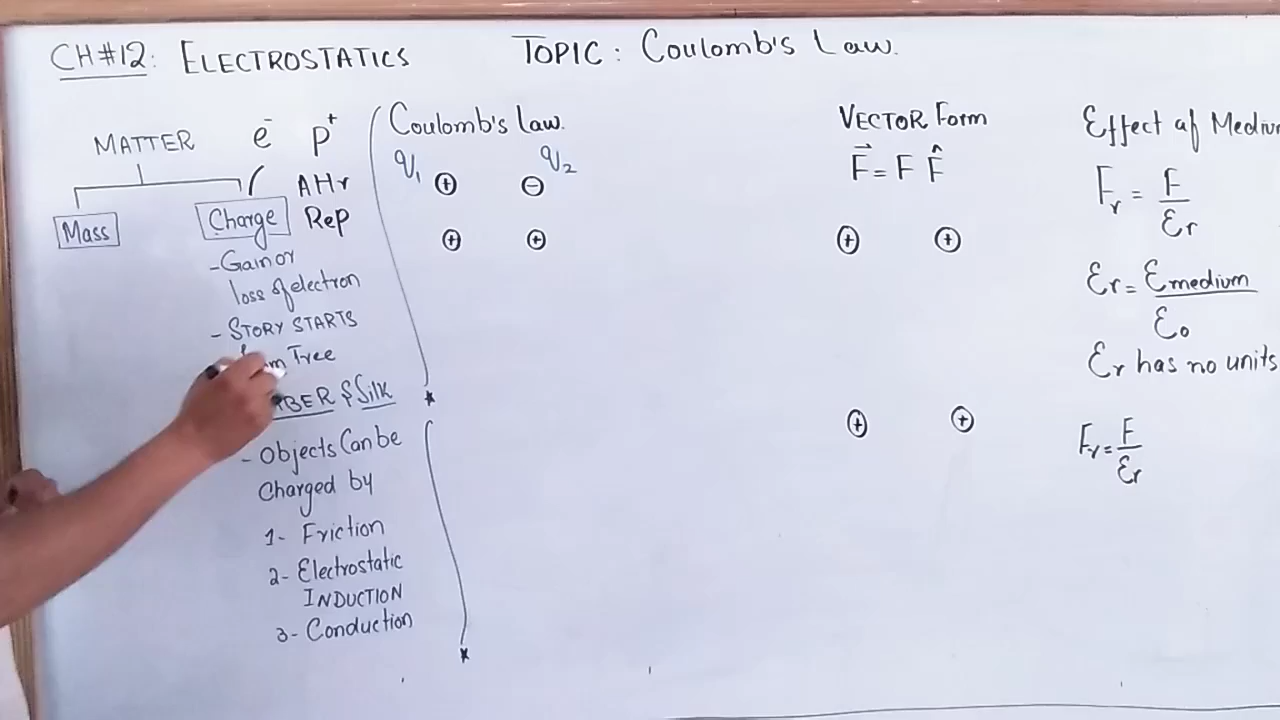 CH#12: ELECTROSTATICS TOPIC: Coulomb's Law.
MATTER e⁻ p⁺
Mass
Charge
AHr
Rep
- Gain or
loss of electron
- STORY STARTS
Tree
& Silk
- Objects Can be
Charged by
1- Friction
2- Electrostatic
INDUCTION
3- Conduction
Coulomb's law.
q₁ q₂
⊕ ⊖
⊕ ⊕
VECTOR Form
F⃗ = F F̂
⊕ ⊕
⊕ ⊕
Effect of Medium
Fr = F/εr
εr = εmedium/ε₀
εr has no units
Fr = F/εr